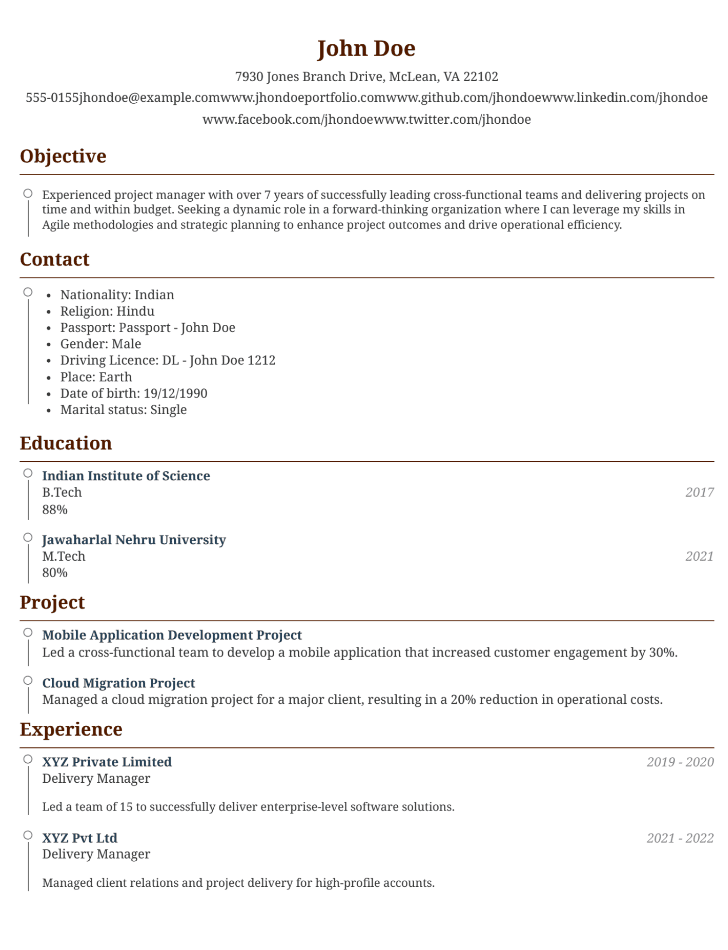 John Doe
7930 Jones Branch Drive, McLean, VA 22102
555-0155jhondoe@example.comwww.jhondoeportfolio.comwww.github.com/jhondoewww.linkedin.com/jhondoe
www.facebook.com/jhondoewww.twitter.com/jhondoe
Objective
Experienced project manager with over 7 years of successfully leading cross-functional teams and delivering projects on
time and within budget. Seeking a dynamic role in a forward-thinking organization where I can leverage my skills in
Agile methodologies and strategic planning to enhance project outcomes and drive operational efficiency.
Contact
• Nationality: Indian
• Religion: Hindu
• Passport: Passport - John Doe
• Gender: Male
• Driving Licence: DL - John Doe 1212
• Place: Earth
• Date of birth: 19/12/1990
• Marital status: Single
Education
Indian Institute of Science
B.Tech 2017
88%
Jawaharlal Nehru University
M.Tech 2021
80%
Project
Mobile Application Development Project
Led a cross-functional team to develop a mobile application that increased customer engagement by 30%.
Cloud Migration Project
Managed a cloud migration project for a major client, resulting in a 20% reduction in operational costs.
Experience
XYZ Private Limited 2019 - 2020
Delivery Manager
Led a team of 15 to successfully deliver enterprise-level software solutions.
XYZ Pvt Ltd 2021 - 2022
Delivery Manager
Managed client relations and project delivery for high-profile accounts.